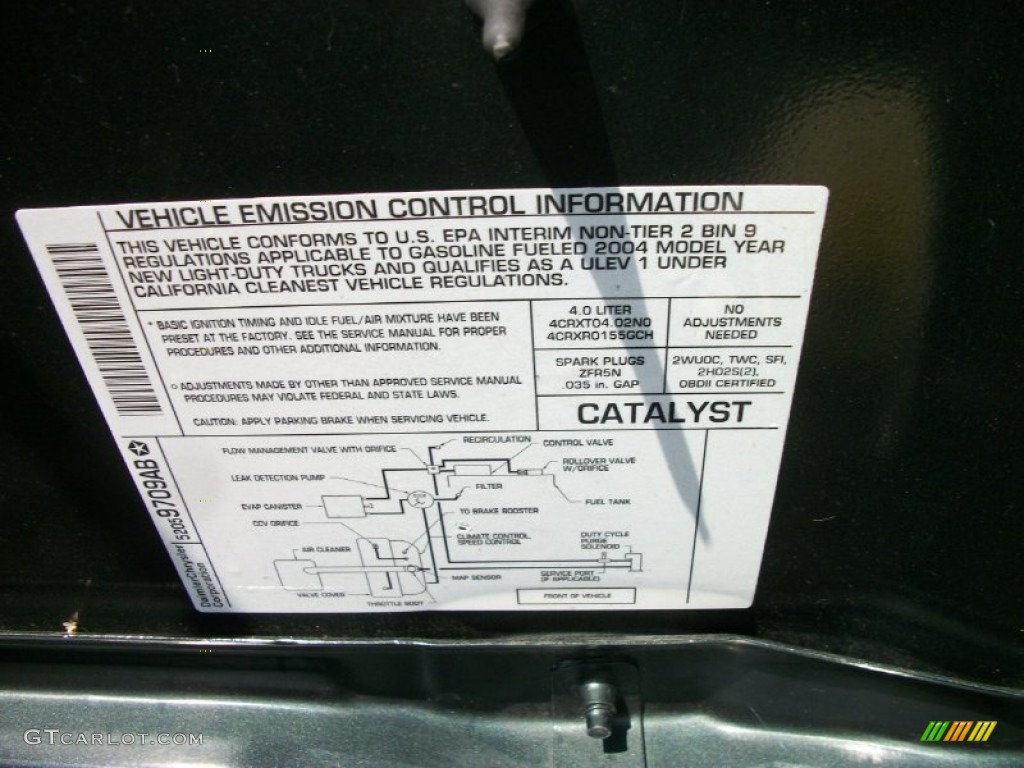 VEHICLE EMISSION CONTROL INFORMATION
THIS VEHICLE CONFORMS TO U.S. EPA INTERIM NON-TIER 2 BIN 9
REGULATIONS APPLICABLE TO GASOLINE FUELED 2004 MODEL YEAR
NEW LIGHT-DUTY TRUCKS AND QUALIFIES AS A ULEV 1 UNDER
CALIFORNIA CLEANEST VEHICLE REGULATIONS.
* BASIC IGNITION TIMING AND IDLE FUEL/AIR MIXTURE HAVE BEEN
PRESET AT THE FACTORY. SEE THE SERVICE MANUAL FOR PROPER
PROCEDURES AND OTHER ADDITIONAL INFORMATION.
○ ADJUSTMENTS MADE BY OTHER THAN APPROVED SERVICE MANUAL
PROCEDURES MAY VIOLATE FEDERAL AND STATE LAWS.
CAUTION: APPLY PARKING BRAKE WHEN SERVICING VEHICLE.
4.0 LITER
4CRXT04.02N0
4CRXR0155GCH
NO
ADJUSTMENTS
NEEDED
SPARK PLUGS
ZFR5N
.035 in. GAP
2WUOC, TWC, SFI,
2HO2S(2),
OBDII CERTIFIED
CATALYST
RECIRCULATION
FLOW MANAGEMENT VALVE WITH ORIFICE
CONTROL VALVE
ROLLOVER VALVE
W/ORIFICE
LEAK DETECTION PUMP
FILTER
EVAP CANISTER
FUEL TANK
TO BRAKE BOOSTER
CCV ORIFICE
CLIMATE CONTROL
SPEED CONTROL
DUTY CYCLE
PURGE
SOLENOID
AIR CLEANER
MAP SENSOR
SERVICE PORT
(IF APPLICABLE)
VALVE COVER
THROTTLE BODY
FRONT OF VEHICLE
DaimlerChrysler
Corporation
52059709AB
GTCARLOT.COM